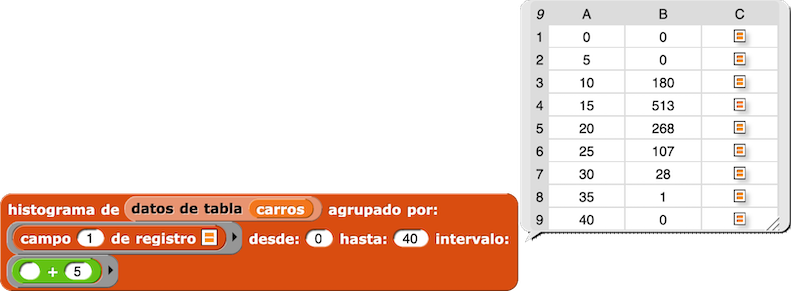 9 A B C
1 0 0
2 5 0
3 10 180
4 15 513
5 20 268
6 25 107
7 30 28
8 35 1
9 40 0
histograma de datos de tabla carros agrupado por:
campo 1 de registro desde: 0 hasta: 40 intervalo:
+ 5